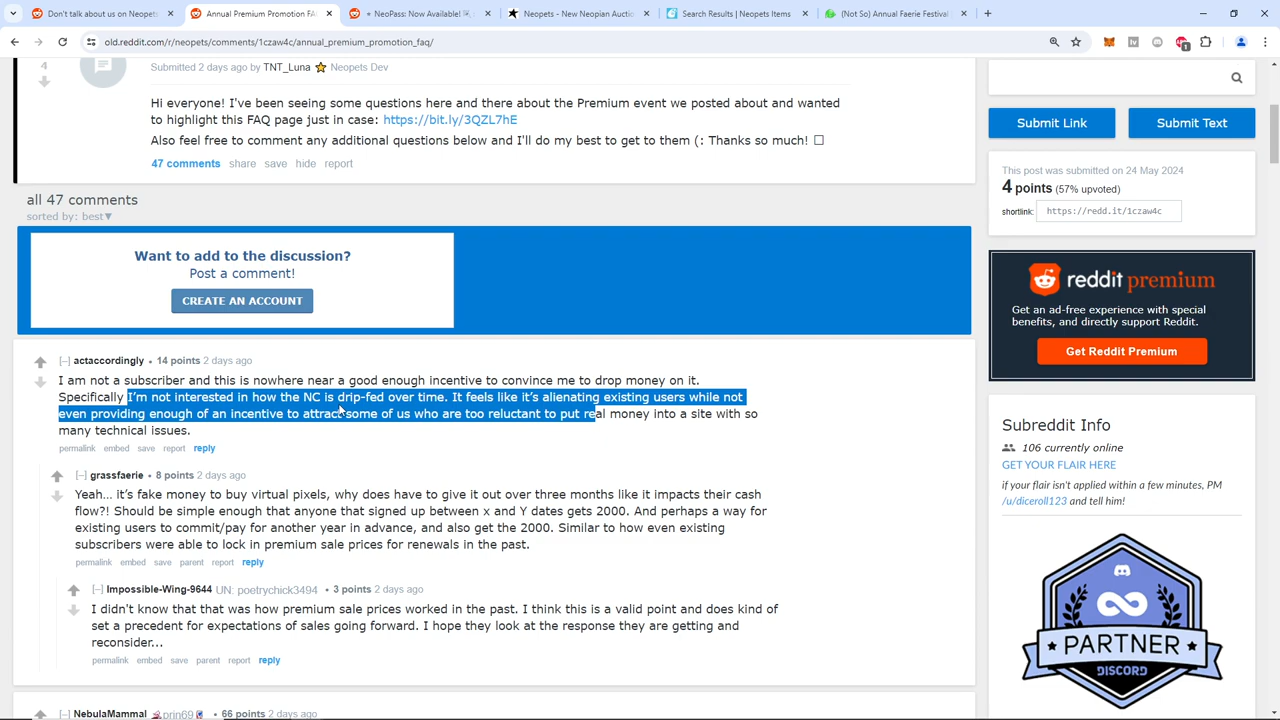 Don't talk about us on Neopets
Annual Premium Promotion FA
NeoPass: Now Available!
Neopets - New Neopian Auctio
Search Results | Neopets Items
(Not So) Annual Faerie Festival
old.reddit.com/r/neopets/comments/1czaw4c/annual_premium_promotion_faq/
1
4
Submitted 2 days ago by TNT_Luna Neopets Dev
Hi everyone! I've been seeing some questions here and there about the Premium event we posted about and wanted
to highlight this FAQ page just in case: https://bit.ly/3QZL7hE
Also feel free to comment any additional questions below and I'll do my best to get to them (: Thanks so much!
47 comments share save hide report
all 47 comments
sorted by: best▼
Want to add to the discussion?
Post a comment!
CREATE AN ACCOUNT
[–] actaccordingly • 14 points 2 days ago
I am not a subscriber and this is nowhere near a good enough incentive to convince me to drop money on it.
Specifically I'm not interested in how the NC is drip-fed over time. It feels like it's alienating existing users while not
even providing enough of an incentive to attract some of us who are too reluctant to put real money into a site with so
many technical issues.
permalink embed save report reply
[–] grassfaerie • 8 points 2 days ago
Yeah... it's fake money to buy virtual pixels, why does have to give it out over three months like it impacts their cash
flow?! Should be simple enough that anyone that signed up between x and Y dates gets 2000. And perhaps a way for
existing users to commit/pay for another year in advance, and also get the 2000. Similar to how even existing
subscribers were able to lock in premium sale prices for renewals in the past.
permalink embed save parent report reply
[–] Impossible-Wing-9644 UN: poetrychick3494 • 3 points 2 days ago
I didn't know that that was how premium sale prices worked in the past. I think this is a valid point and does kind of
set a precedent for expectations of sales going forward. I hope they look at the response they are getting and
reconsider...
permalink embed save parent report reply
[–] NebulaMammal prin69 • 66 points 2 days ago
Submit Link
Submit Text
This post was submitted on 24 May 2024
4 points (57% upvoted)
shortlink: https://redd.it/1czaw4c
reddit premium
Get an ad-free experience with special
benefits, and directly support Reddit.
Get Reddit Premium
Subreddit Info
106 currently online
GET YOUR FLAIR HERE
if your flair isn't applied within a few minutes, PM
/u/diceroll123 and tell him!
PARTNER
DISCORD